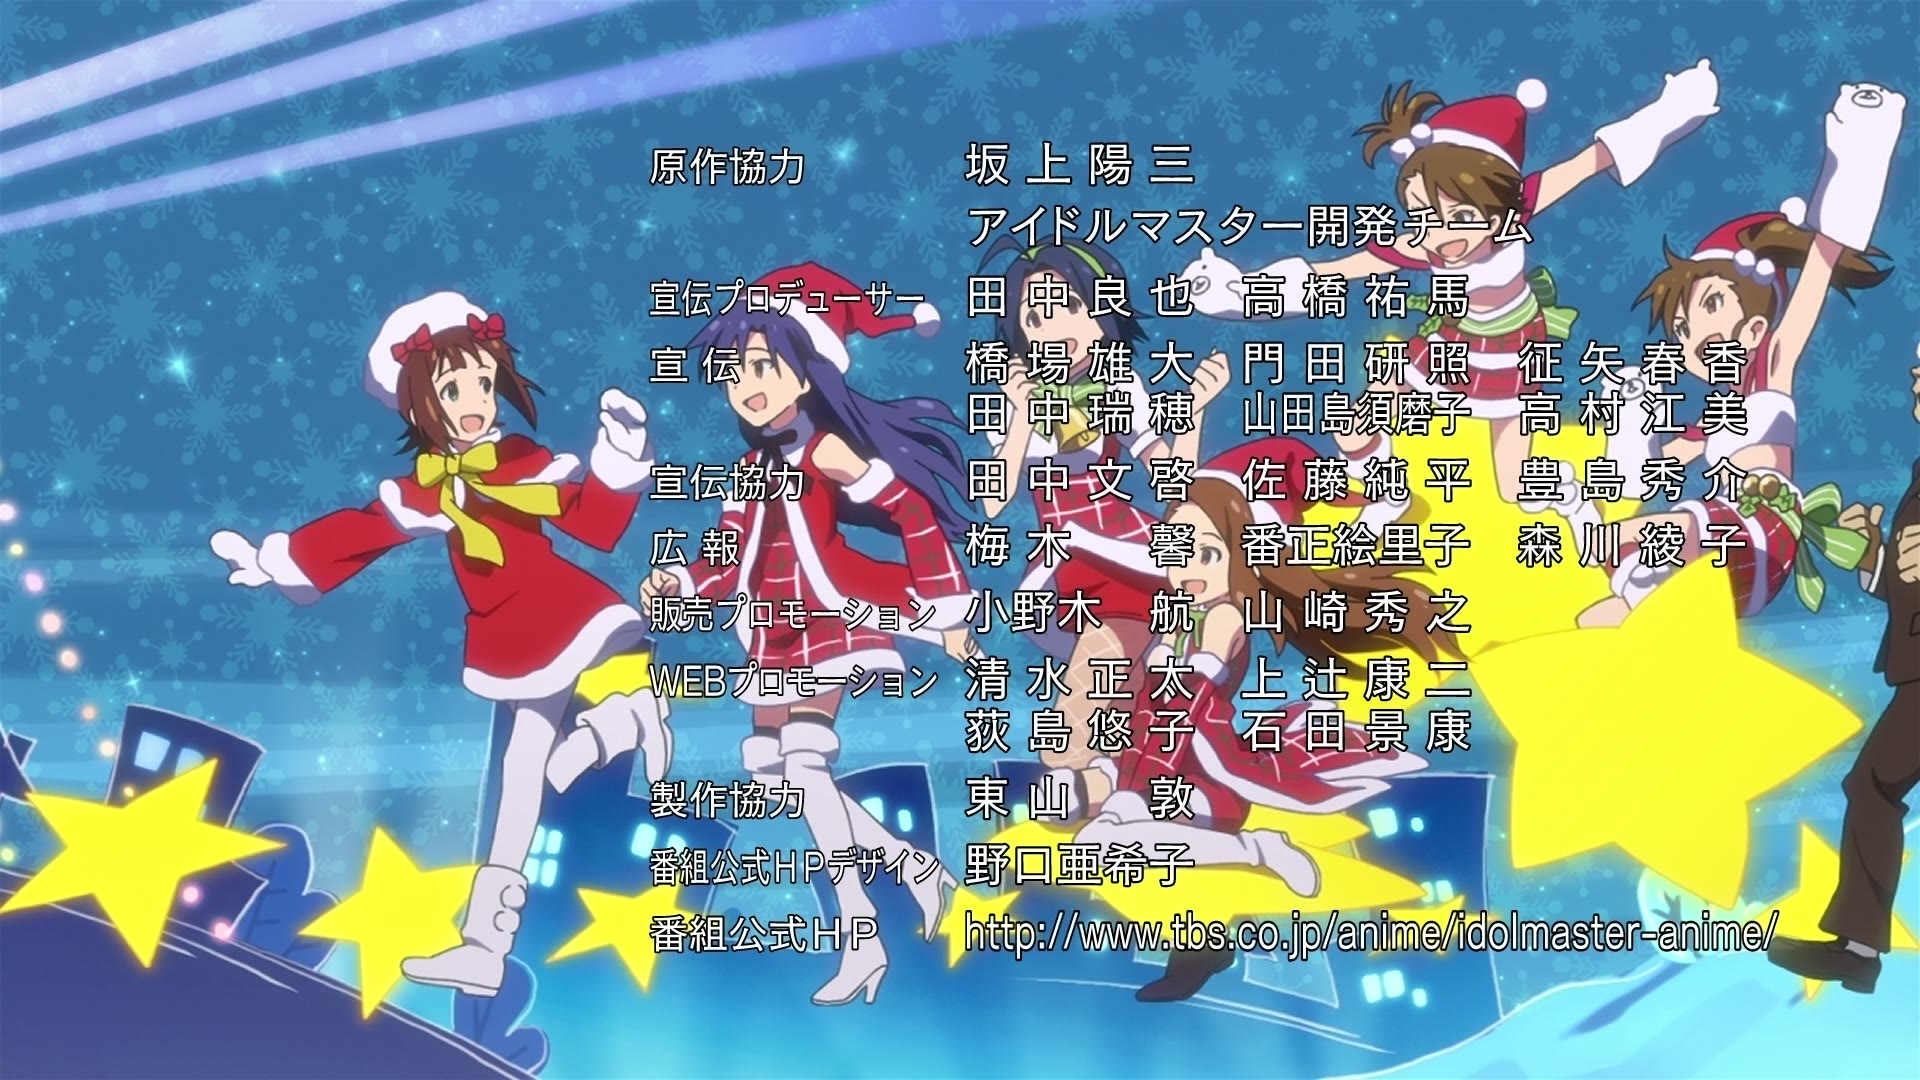 原作協力 坂上陽三
アイドルマスター開発チーム
宣伝プロデューサー 田中良也 高橋祐馬
宣伝 橋場雄大 門田研照 征矢春香
田中瑞穂 山田島須磨子 高村江美
宣伝協力 田中文啓 佐藤純平 豊島秀介
広報 梅木 馨 番正絵里子 森川綾子
販売プロモーション 小野木 航 山崎秀之
WEBプロモーション 清水正太 上辻康二
荻島悠子 石田景康
製作協力 東山 敦
番組公式ＨＰデザイン 野口亜希子
番組公式ＨＰ http://www.tbs.co.jp/anime/idolmaster-anime/